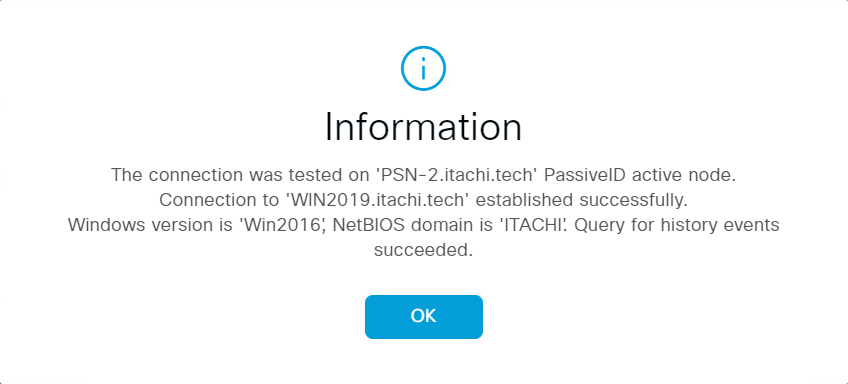 Information
The connection was tested on 'PSN-2.itachi.tech' PassiveID active node.
Connection to 'WIN2019.itachi.tech' established successfully.
Windows version is 'Win2016', NetBIOS domain is 'ITACHI'. Query for history events
succeeded.
OK